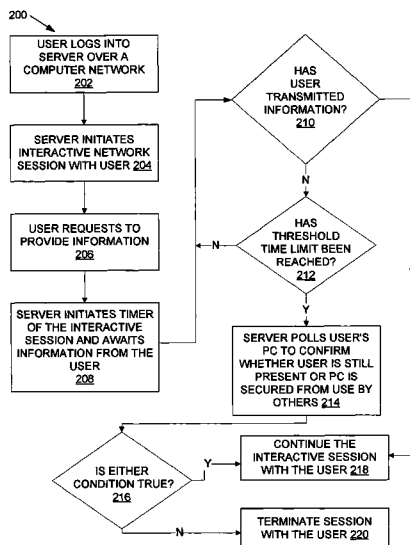 200
USER LOGS INTO
SERVER OVER A
COMPUTER NETWORK
202
SERVER INITIATES
INTERACTIVE NETWORK
SESSION WITH USER 204
USER REQUESTS TO
PROVIDE INFORMATION
206
SERVER INITIATES TIMER
OF THE INTERACTIVE
SESSION AND AWAITS
INFORMATION FROM THE
USER
208
HAS
USER
TRANSMITTED
INFORMATION?
210
N
HAS
THRESHOLD
TIME LIMIT BEEN
REACHED?
212
N
Y
SERVER POLLS USER'S
PC TO CONFIRM
WHETHER USER IS STILL
PRESENT OR PC IS
SECURED FROM USE BY
OTHERS 214
IS EITHER
CONDITION TRUE?
216
Y
N
CONTINUE THE
INTERACTIVE SESSION
WITH THE USER 218
TERMINATE SESSION
WITH THE USER 220